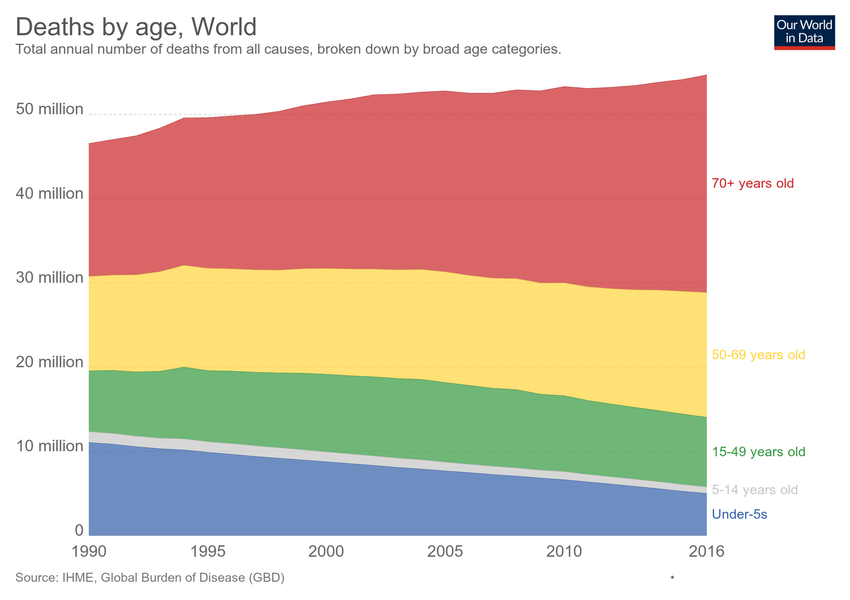 Deaths by age, World
Total annual number of deaths from all causes, broken down by broad age categories.
Our World
in Data
50 million
40 million
30 million
20 million
10 million
0
70+ years old
50-69 years old
15-49 years old
5-14 years old
Under-5s
1990
1995
2000
2005
2010
2016
Source: IHME, Global Burden of Disease (GBD)